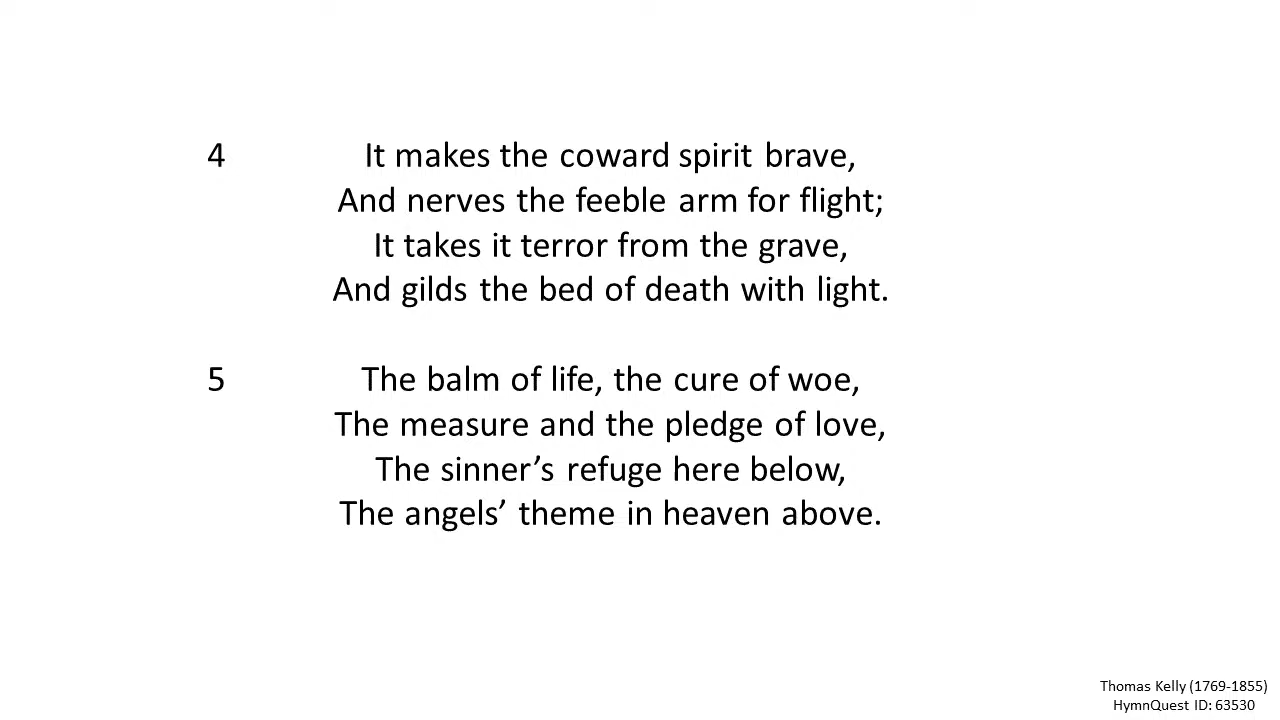 4 It makes the coward spirit brave,
And nerves the feeble arm for flight;
It takes it terror from the grave,
And gilds the bed of death with light.
5 The balm of life, the cure of woe,
The measure and the pledge of love,
The sinner’s refuge here below,
The angels’ theme in heaven above.
Thomas Kelly (1769-1855)
HymnQuest ID: 63530